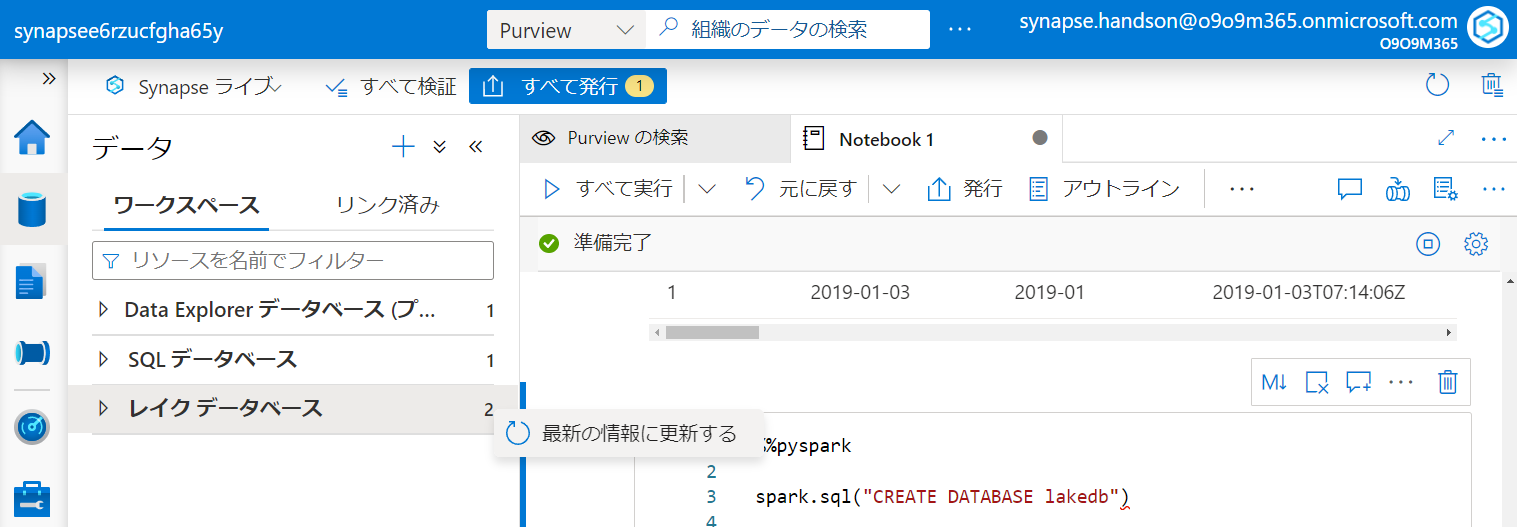 synapsee6rzucfgha65y
Purview
組織のデータの検索
synapse.handson@o9o9m365.onmicrosoft.com
O9O9M365
Synapse ライブ
すべて検証
すべて発行 1
データ
ワークスペース
リンク済み
リソースを名前でフィルター
Data Explorer データベース (プ... 1
SQL データベース 1
レイク データベース 2
最新の情報に更新する
Purview の検索
Notebook 1
すべて実行
元に戻す
発行
アウトライン
準備完了
1 2019-01-03 2019-01 2019-01-03T07:14:06Z
M↓
%pyspark
2
3 spark.sql("CREATE DATABASE lakedb")
4